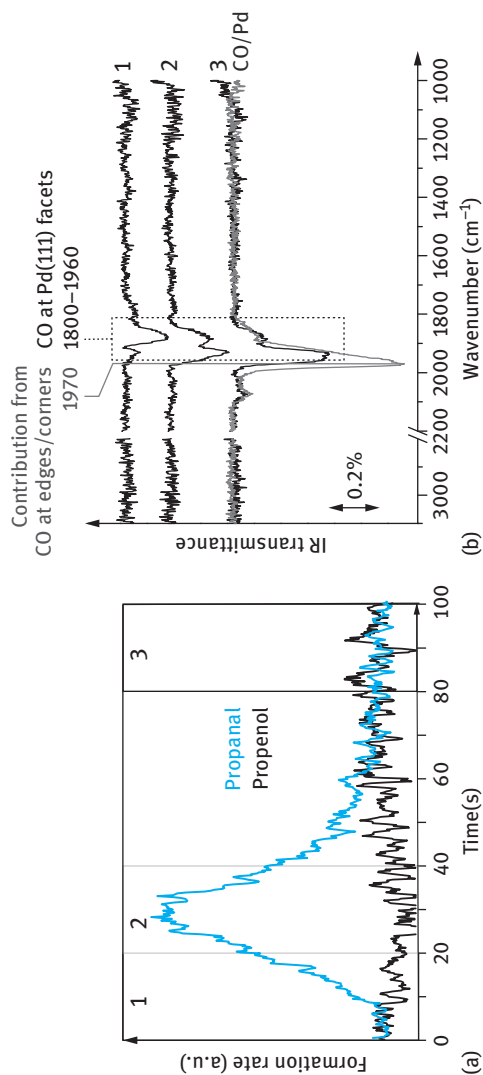 Formation rate (a.u.)
1
2
3
Propanal
Propenol
0
20
40
60
80
100
Time(s)
(a)
Contribution from
CO at edges/corners
1970
CO at Pd(111) facets
1800–1960
1
2
3
CO/Pd
IR transmittance
0.2%
3000
2200
2000
1800
1600
1400
1200
1000
Wavenumber (cm⁻¹)
(b)